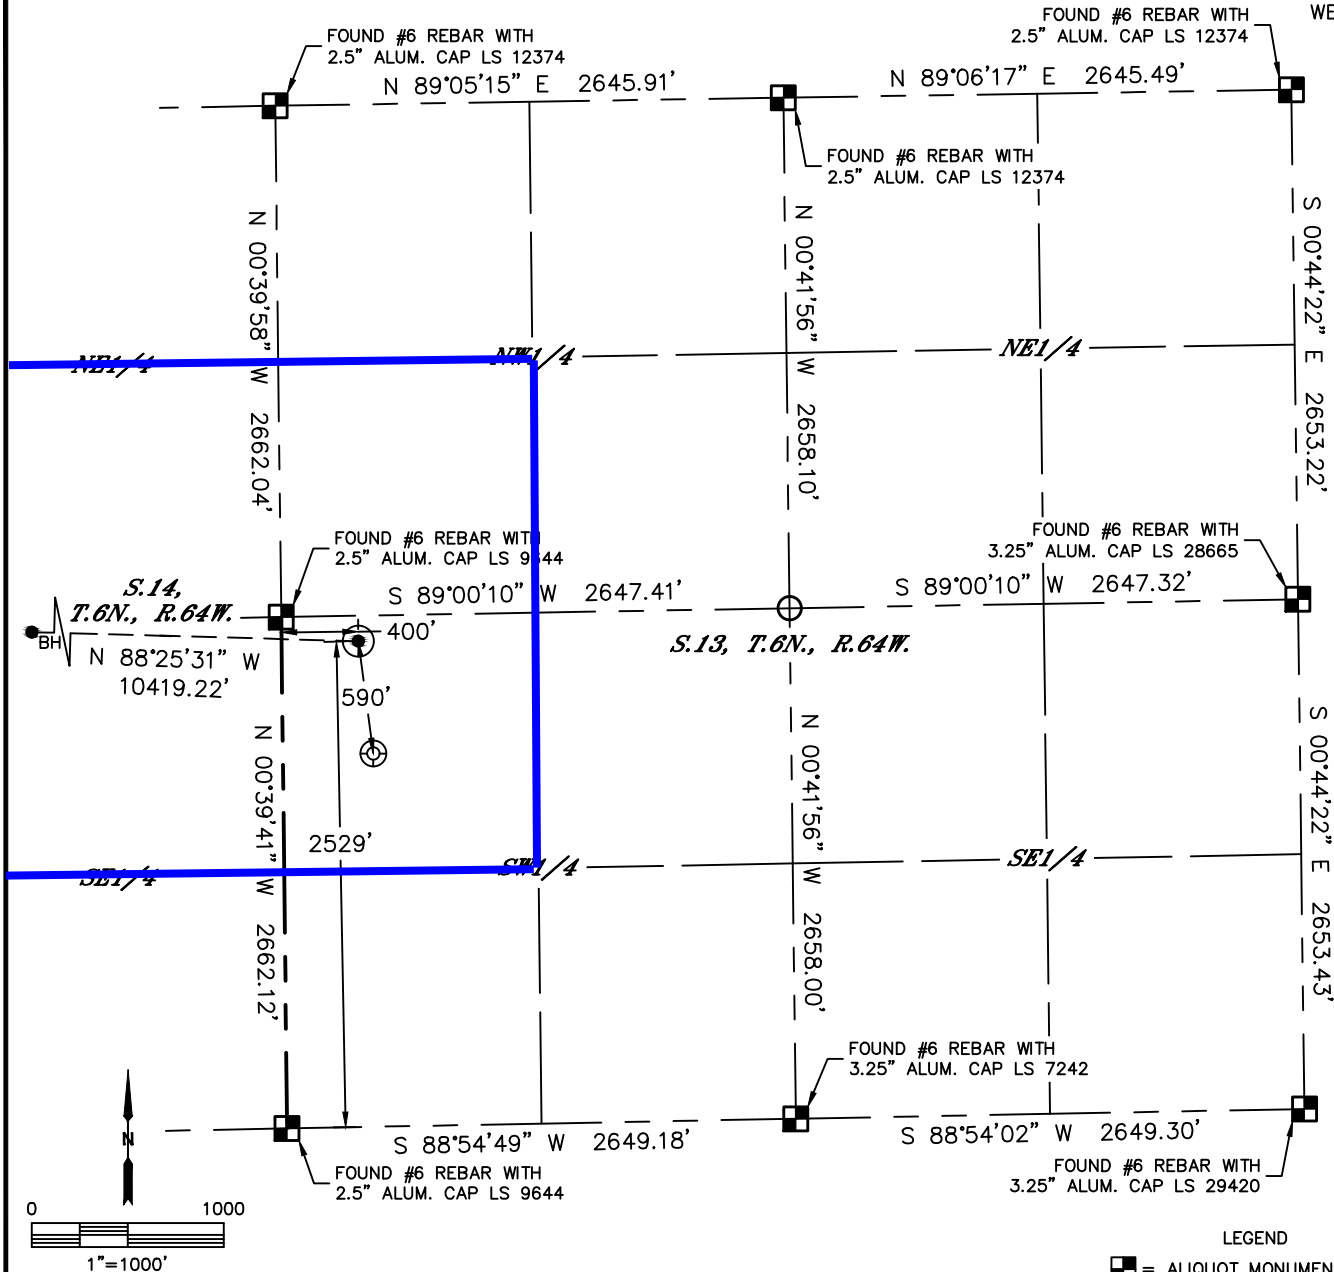 FOUND #6 REBAR WITH
2.5" ALUM. CAP LS 12374
FOUND #6 REBAR WITH
2.5" ALUM. CAP LS 12374
WE
N 89°05'15" E 2645.91'
N 89°06'17" E 2645.49'
FOUND #6 REBAR WITH
2.5" ALUM. CAP LS 12374
N 00°39'58" W 2662.04'
N 00°41'56" W 2658.10'
S 00°44'22" E 2653.22'
NE1/4
NW1/4
NE1/4
FOUND #6 REBAR WITH
2.5" ALUM. CAP LS 9644
FOUND #6 REBAR WITH
3.25" ALUM. CAP LS 28665
S.14,
T.6N., R.64W.
S 89°00'10" W 2647.41'
S 89°00'10" W 2647.32'
BH
400'
S.13, T.6N., R.64W.
N 88°25'31" W
10419.22'
590'
N 00°39'41" W 2662.12'
N 00°41'56" W 2658.00'
S 00°44'22" E 2653.43'
2529'
SE1/4
SW1/4
SE1/4
FOUND #6 REBAR WITH
3.25" ALUM. CAP LS 7242
N
S 88°54'49" W 2649.18'
S 88°54'02" W 2649.30'
FOUND #6 REBAR WITH
2.5" ALUM. CAP LS 9644
FOUND #6 REBAR WITH
3.25" ALUM. CAP LS 29420
0 1000
1"=1000'
LEGEND
= ALIQUOT MONUMEN